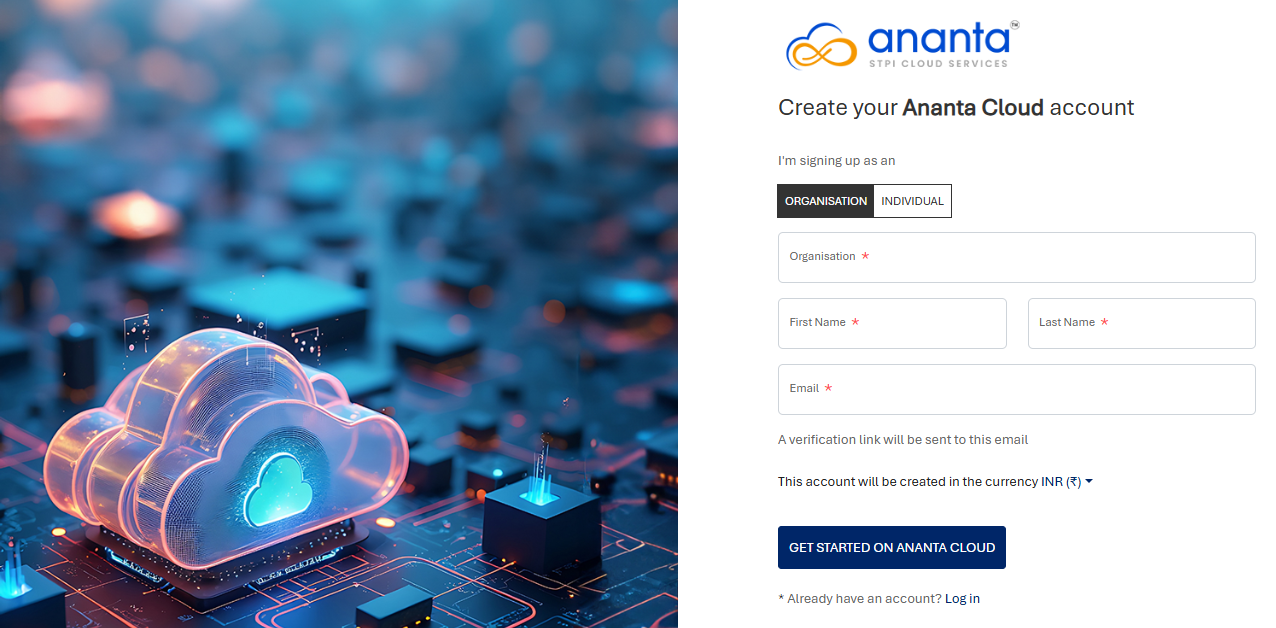 ananta™
STPI CLOUD SERVICES
Create your Ananta Cloud account
I'm signing up as an
ORGANISATION INDIVIDUAL
Organisation *
First Name * Last Name *
Email *
A verification link will be sent to this email
This account will be created in the currency INR (₹)
GET STARTED ON ANANTA CLOUD
* Already have an account? Log in